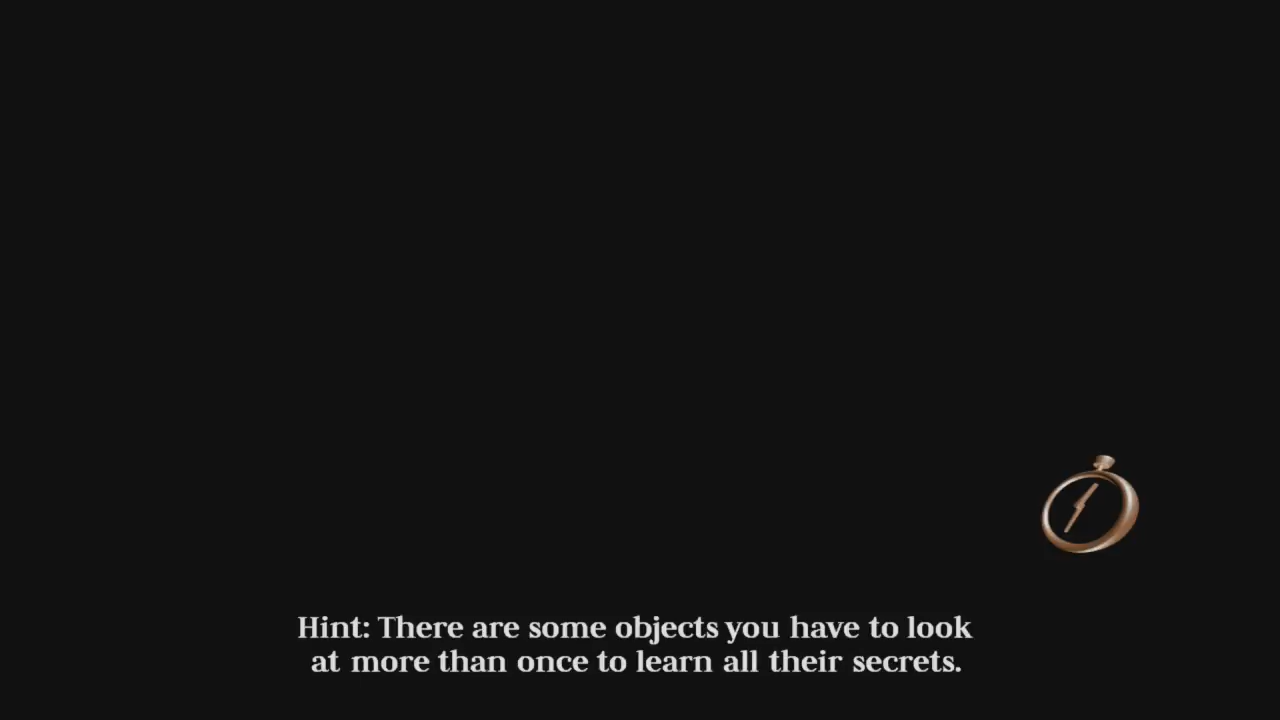 Hint: There are some objects you have to look
at more than once to learn all their secrets.